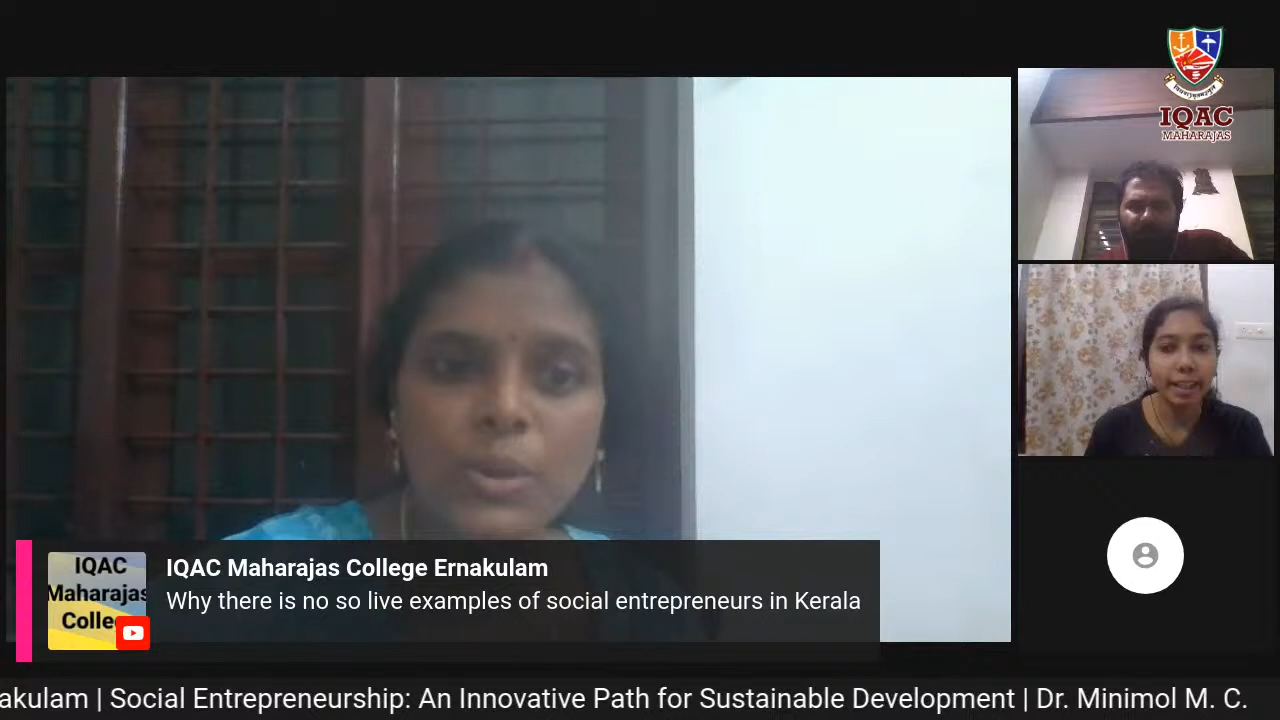 IQAC
MAHARAJAS
IQAC
Maharajas
Colle
IQAC Maharajas College Ernakulam
Why there is no so live examples of social entrepreneurs in Kerala
akulam | Social Entrepreneurship: An Innovative Path for Sustainable Development | Dr. Minimol M. C.